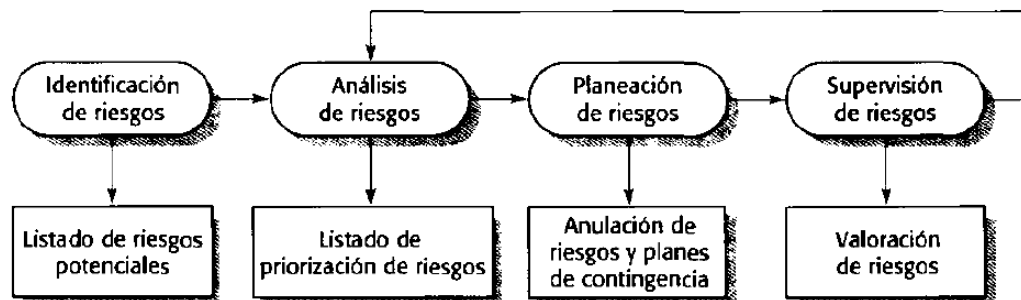 Identificación
de riesgos
Análisis
de riesgos
Planeación
de riesgos
Supervisión
de riesgos
Listado de riesgos
potenciales
Listado de
priorización de riesgos
Anulación de
riesgos y planes
de contingencia
Valoración
de riesgos